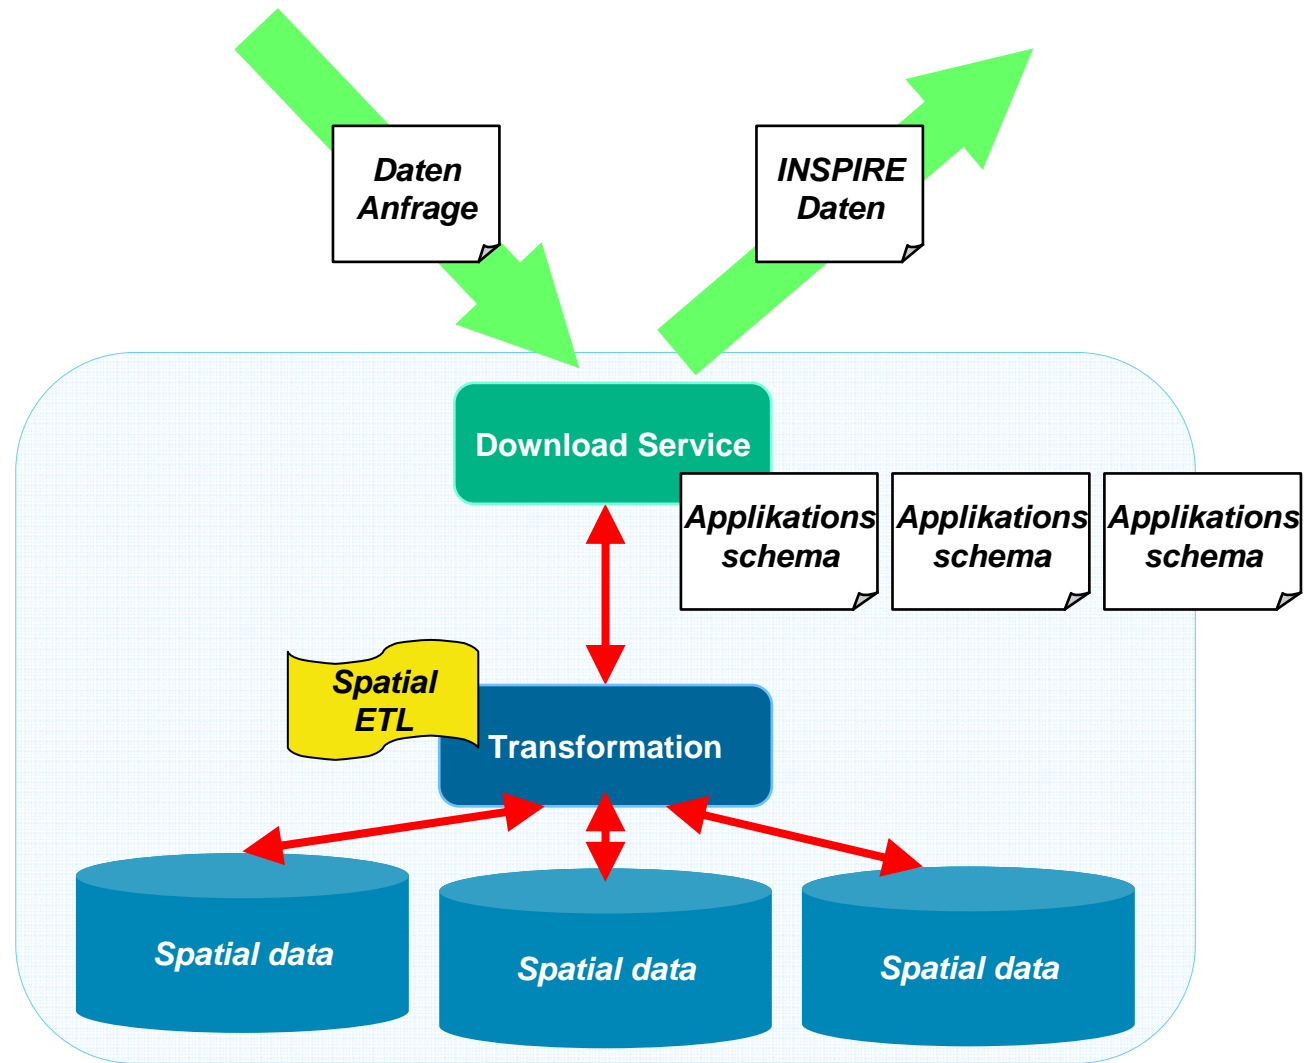 Daten
Anfrage
INSPIRE
Daten
Download Service
Applikations
schema
Applikations
schema
Applikations
schema
Spatial
ETL
Transformation
Spatial data
Spatial data
Spatial data